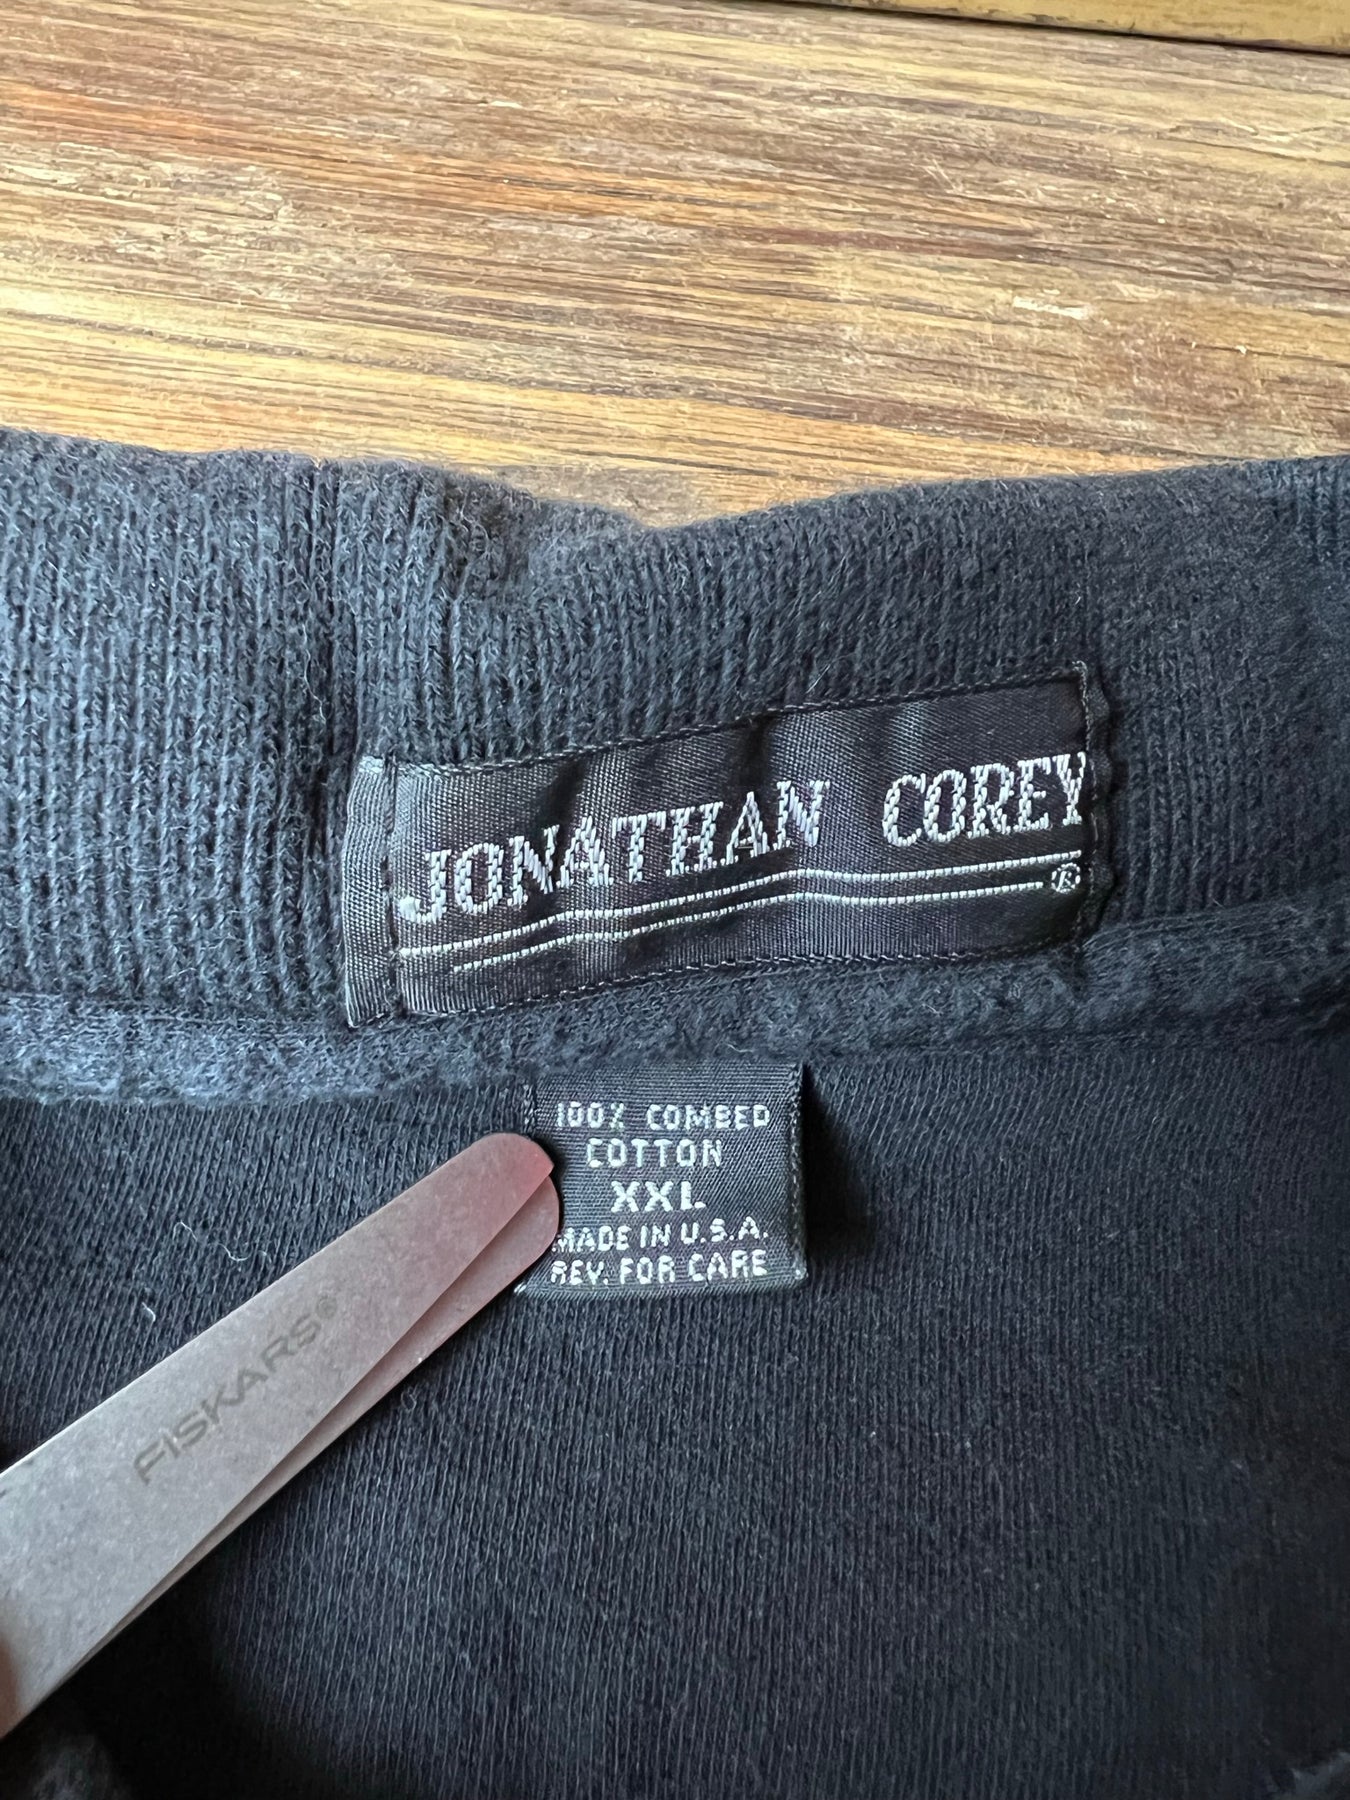 JONATHAN COREY
®
100% COMBED
COTTON
XXL
MADE IN U.S.A.
REV. FOR CARE
FISKARS®